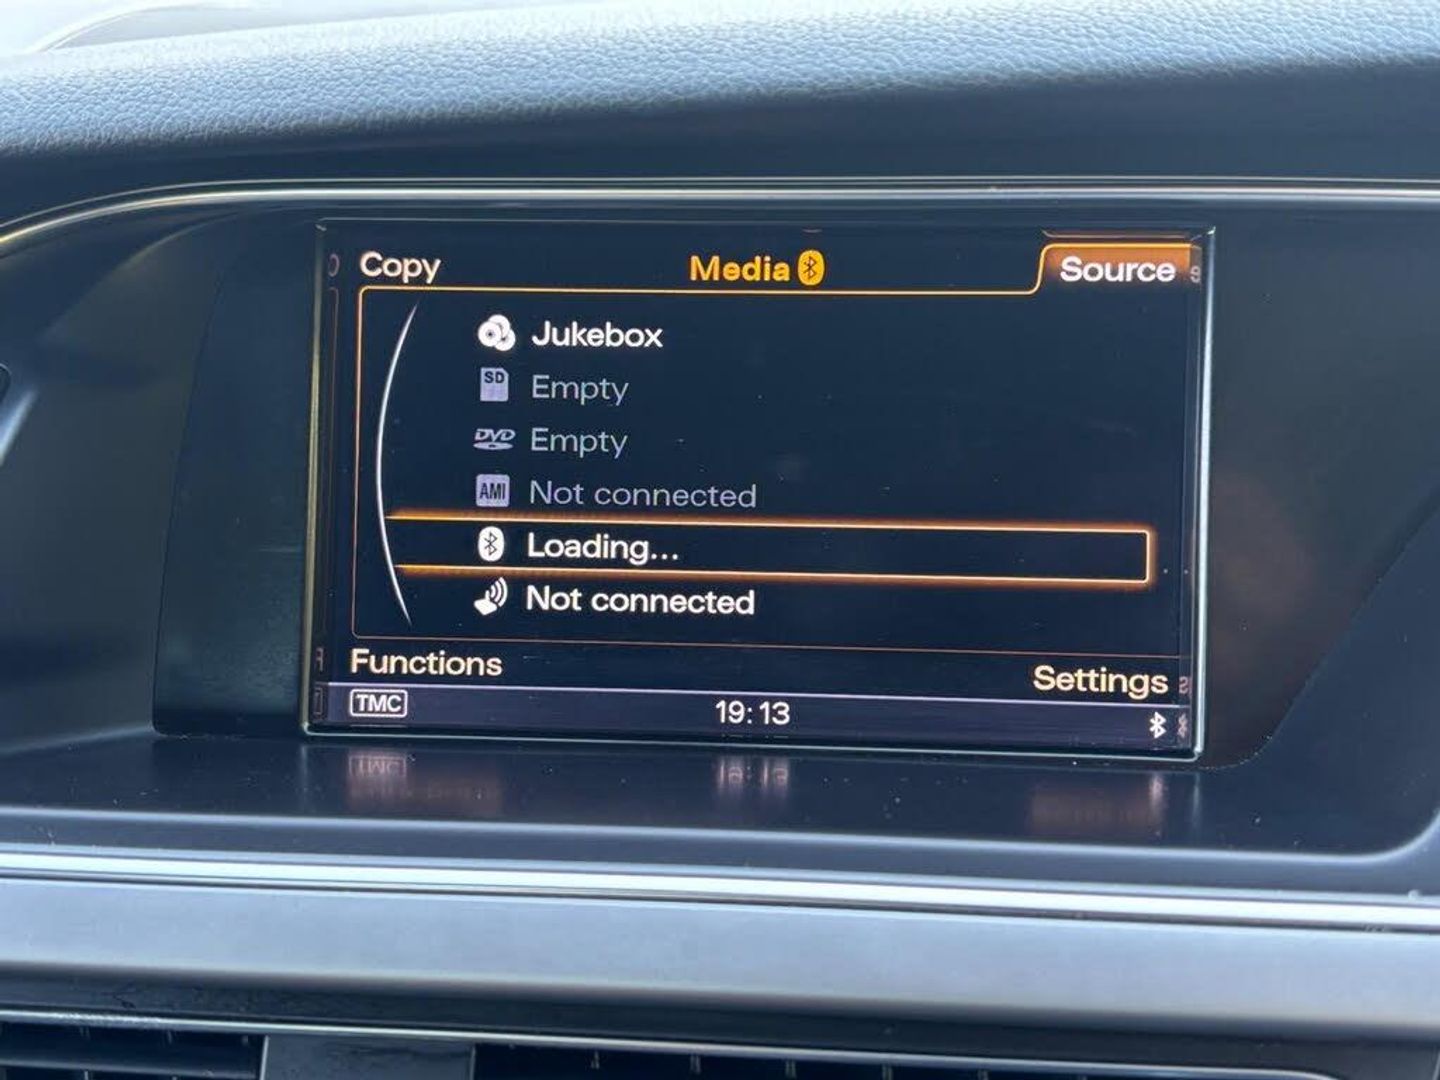 Copy Media Source
Jukebox
SD Empty
DVD Empty
AMI Not connected
Loading...
Not connected
Functions Settings
TMC 19:13